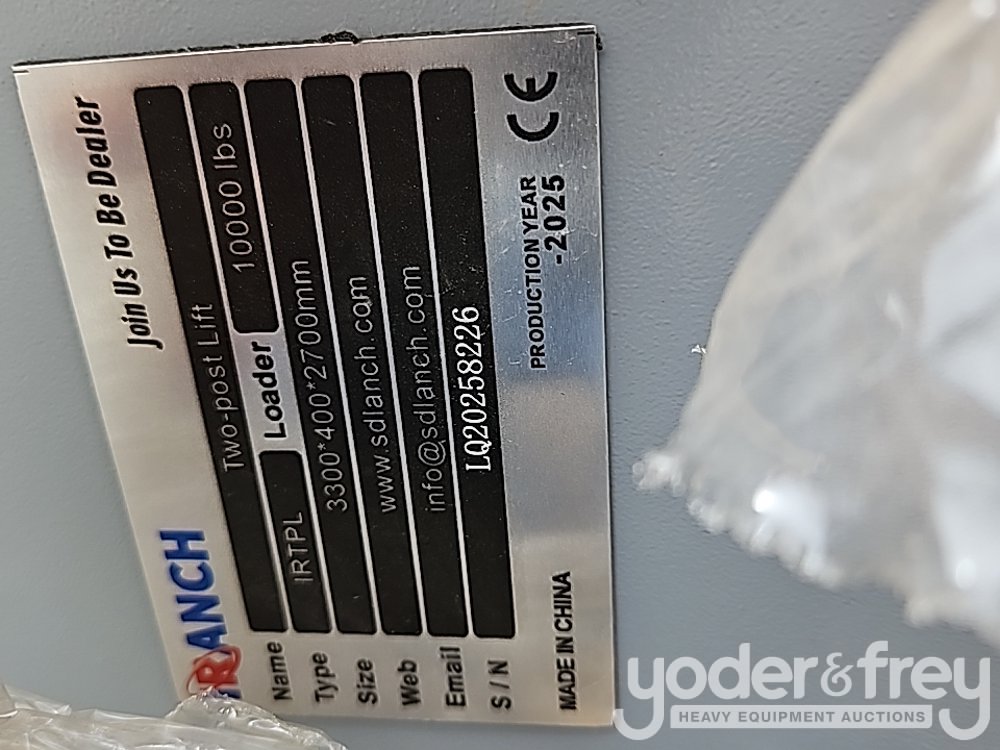 IRANCH
Join Us To Be Dealer
Name Two-post Lift
Type IRTPL Loader 10000 lbs
Size 3300*400*2700mm
Web www.sdlanch.com
Email info@sdlanch.com
S / N LQ20258226
MADE IN CHINA
PRODUCTION YEAR
-2025
CE
yoder&frey
HEAVY EQUIPMENT AUCTIONS